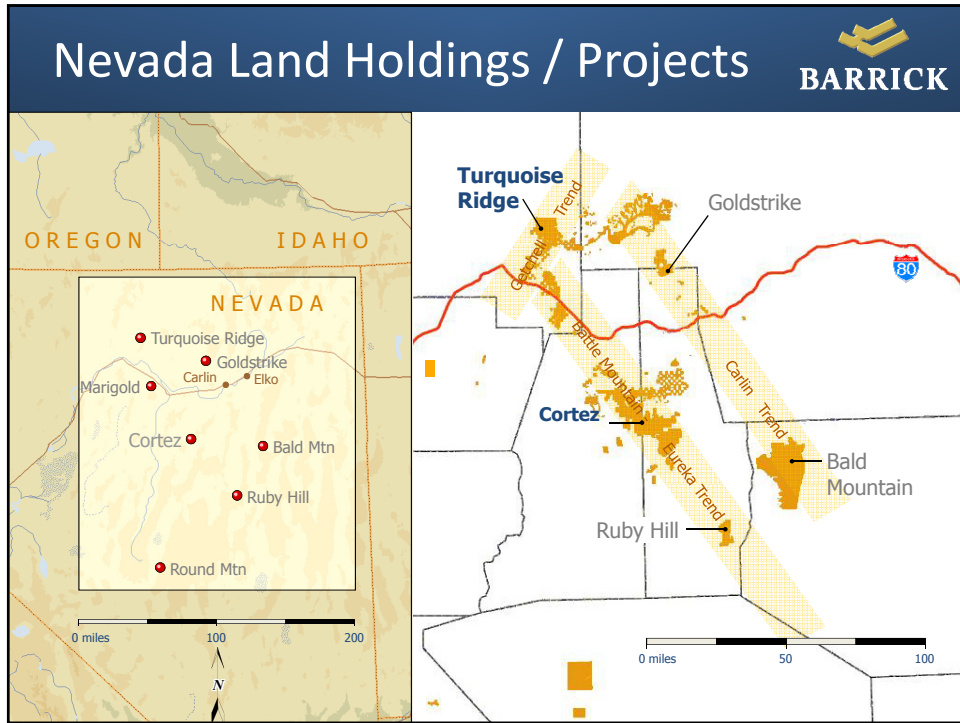 Nevada Land Holdings / Projects
BARRICK
OREGON
IDAHO
NEVADA
Turquoise Ridge
Goldstrike
Carlin
Elko
Marigold
Cortez
Bald Mtn
Ruby Hill
Round Mtn
0 miles
100
200
N
Turquoise
Ridge
Getchell Trend
Goldstrike
80
Battle Mountain
Eureka Trend
Carlin Trend
Cortez
Bald
Mountain
Ruby Hill
0 miles
50
100